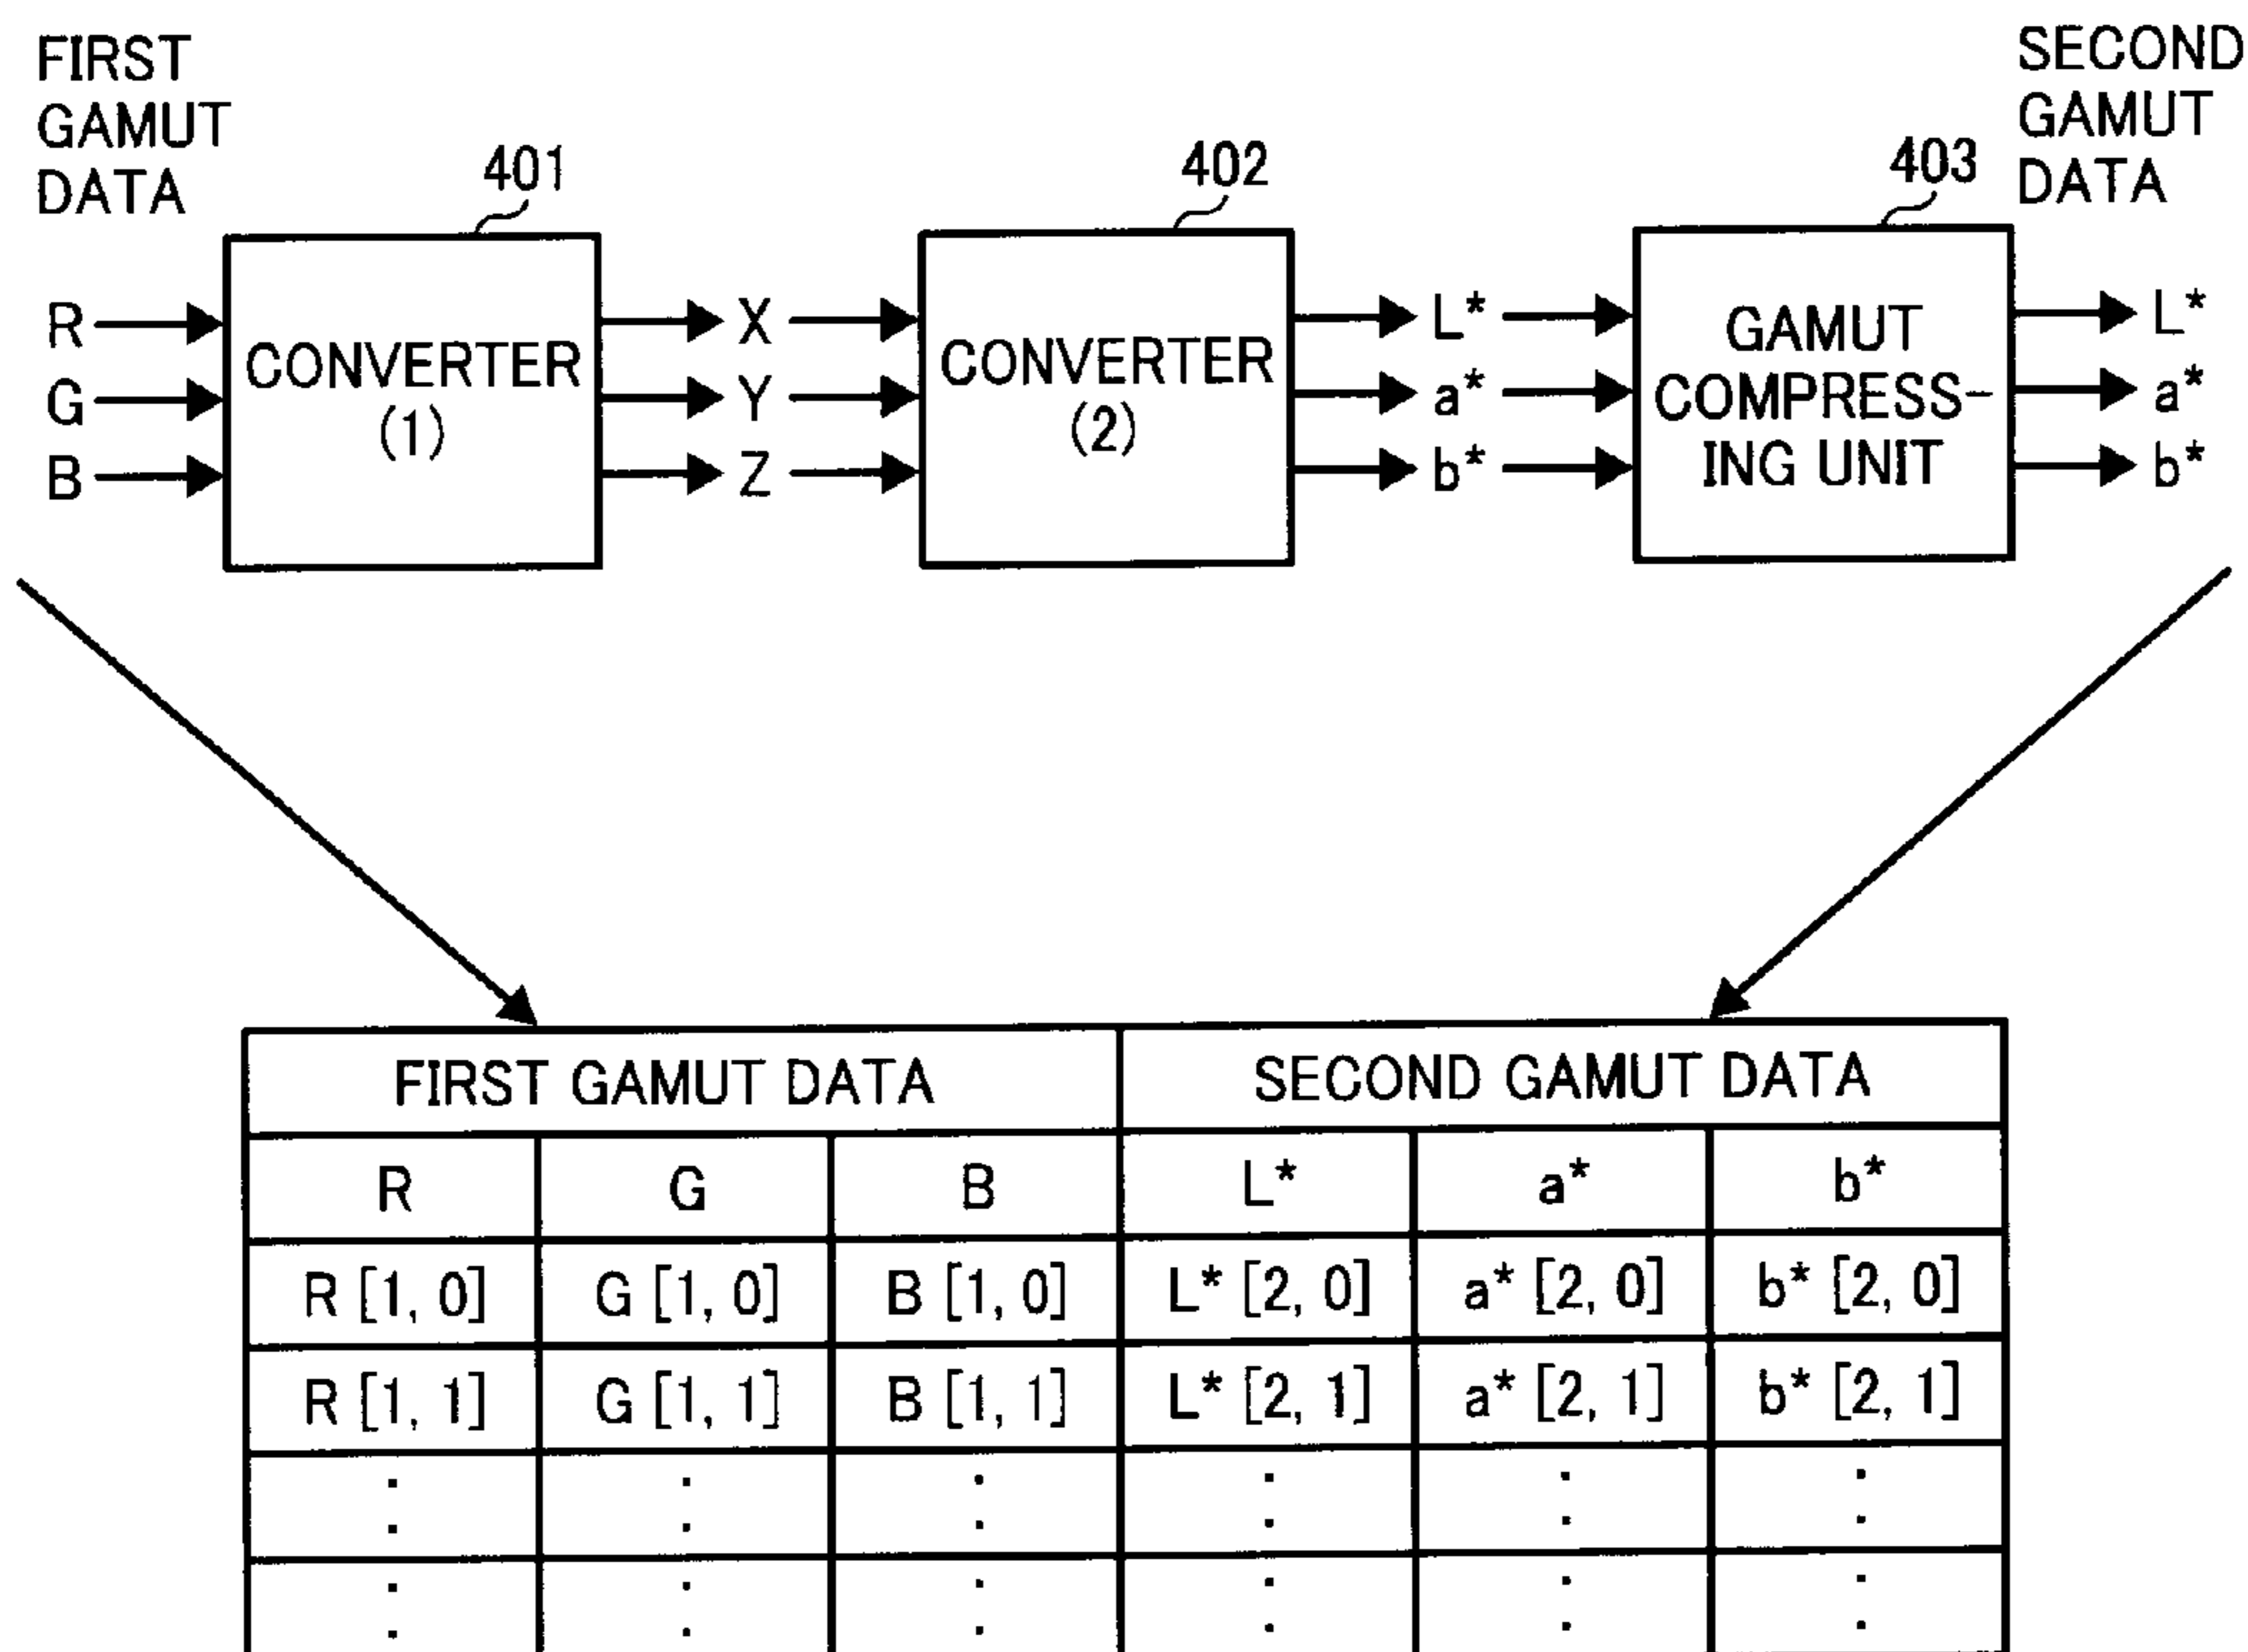 FIRST
GAMUT
DATA
SECOND
GAMUT
DATA
401
402
403
R
G
B
CONVERTER
(1)
X
Y
Z
CONVERTER
(2)
L*
a*
b*
GAMUT
COMPRESS-
ING UNIT
L*
a*
b*
FIRST GAMUT DATA SECOND GAMUT DATA
R G B L* a* b*
R [1, 0] G [1, 0] B [1, 0] L* [2, 0] a* [2, 0] b* [2, 0]
R [1, 1] G [1, 1] B [1, 1] L* [2, 1] a* [2, 1] b* [2, 1]